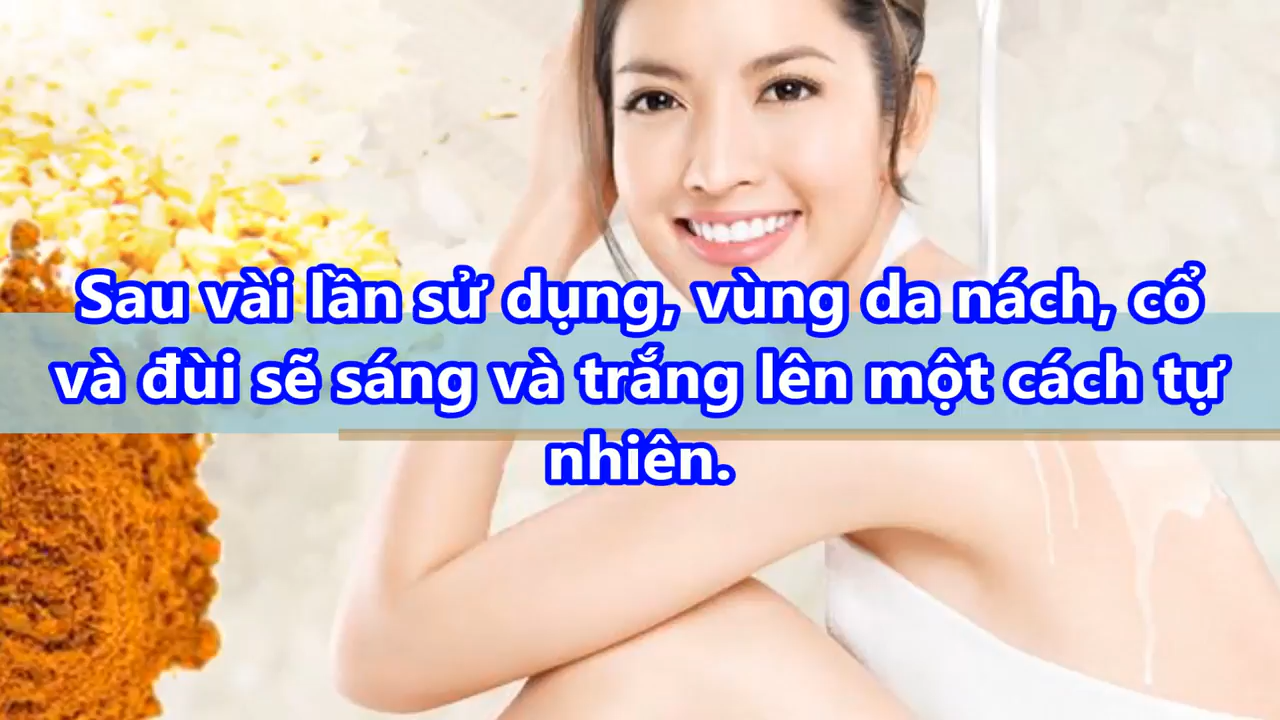 Sau vài lần sử dụng, vùng da nách, cổ
và đùi sẽ sáng và trắng lên một cách tự
nhiên.